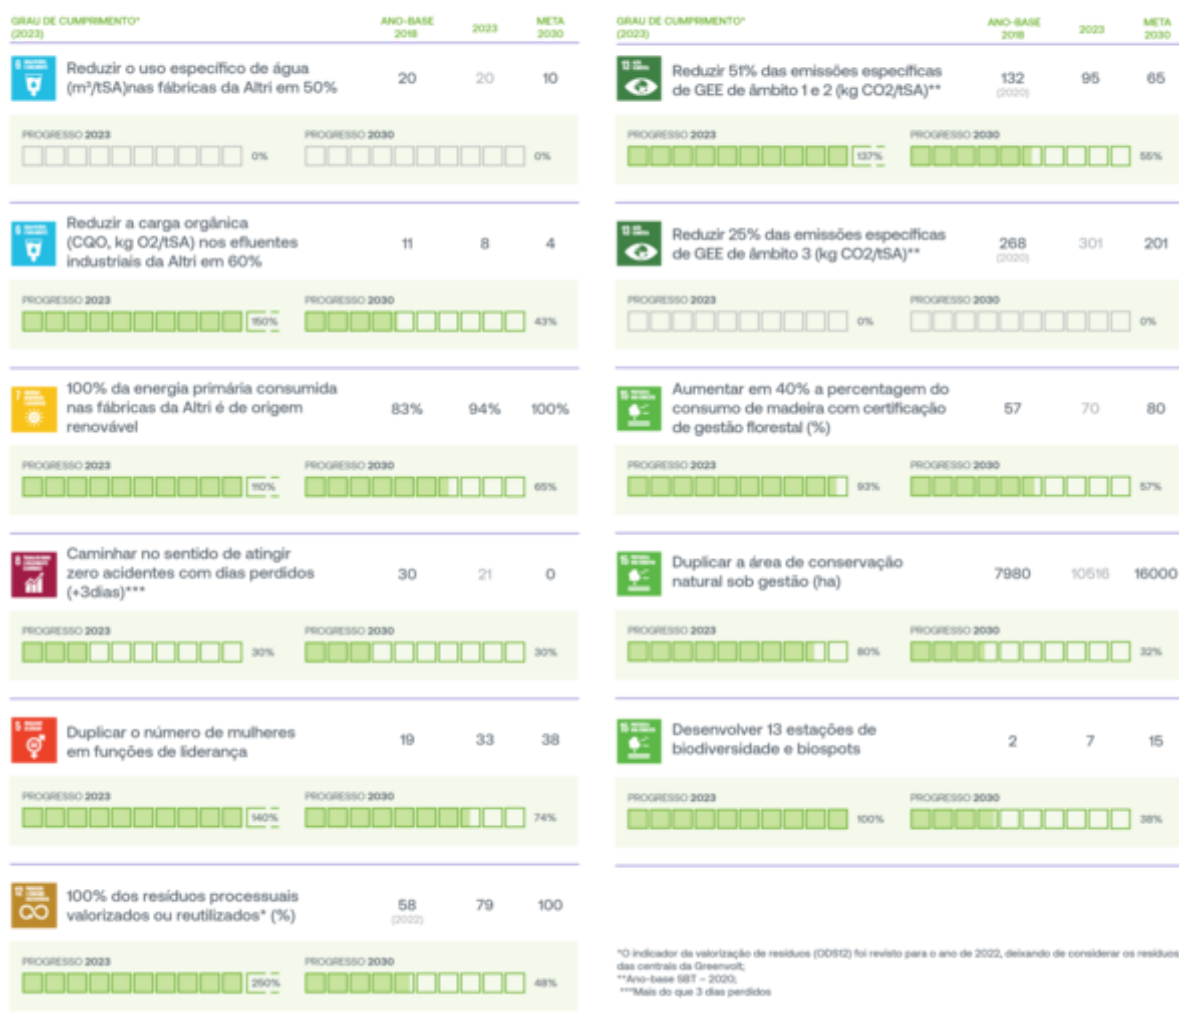 GRAU DE CUMPRIMENTO*
(2023)
ANO-BASE
2018
2023
META
2030
Reduzir o uso específico de água
(m³/tSA)nas fábricas da Altri em 50%
20
20
10
PROGRESSO 2023
0%
PROGRESSO 2030
0%
Reduzir a carga orgânica
(CQO, kg O2/tSA) nos efluentes
industriais da Altri em 60%
11
8
4
PROGRESSO 2023
150%
PROGRESSO 2030
43%
100% da energia primária consumida
nas fábricas da Altri é de origem
renovável
83%
94%
100%
PROGRESSO 2023
110%
PROGRESSO 2030
65%
Caminhar no sentido de atingir
zero acidentes com dias perdidos
(+3dias)***
30
21
0
PROGRESSO 2023
30%
PROGRESSO 2030
30%
Duplicar o número de mulheres
em funções de liderança
19
33
38
PROGRESSO 2023
140%
PROGRESSO 2030
74%
100% dos resíduos processuais
valorizados ou reutilizados* (%)
58
(2022)
79
100
PROGRESSO 2023
250%
PROGRESSO 2030
48%
GRAU DE CUMPRIMENTO*
(2023)
ANO-BASE
2018
2023
META
2030
Reduzir 51% das emissões específicas
de GEE de âmbito 1 e 2 (kg CO2/tSA)**
132
(2020)
95
65
PROGRESSO 2023
137%
PROGRESSO 2030
55%
Reduzir 25% das emissões específicas
de GEE de âmbito 3 (kg CO2/tSA)**
268
(2020)
301
201
PROGRESSO 2023
0%
PROGRESSO 2030
0%
Aumentar em 40% a percentagem do
consumo de madeira com certificação
de gestão florestal (%)
57
70
80
PROGRESSO 2023
93%
PROGRESSO 2030
57%
Duplicar a área de conservação
natural sob gestão (ha)
7980
10516
16000
PROGRESSO 2023
80%
PROGRESSO 2030
32%
Desenvolver 13 estações de
biodiversidade e biospots
2
7
15
PROGRESSO 2023
100%
PROGRESSO 2030
38%
*O indicador da valorização de resíduos (ODS12) foi revisto para o ano de 2022, deixando de considerar os resíduos
das centrais da Greenvolt;
**Ano-base SBT – 2020;
***Mais do que 3 dias perdidos